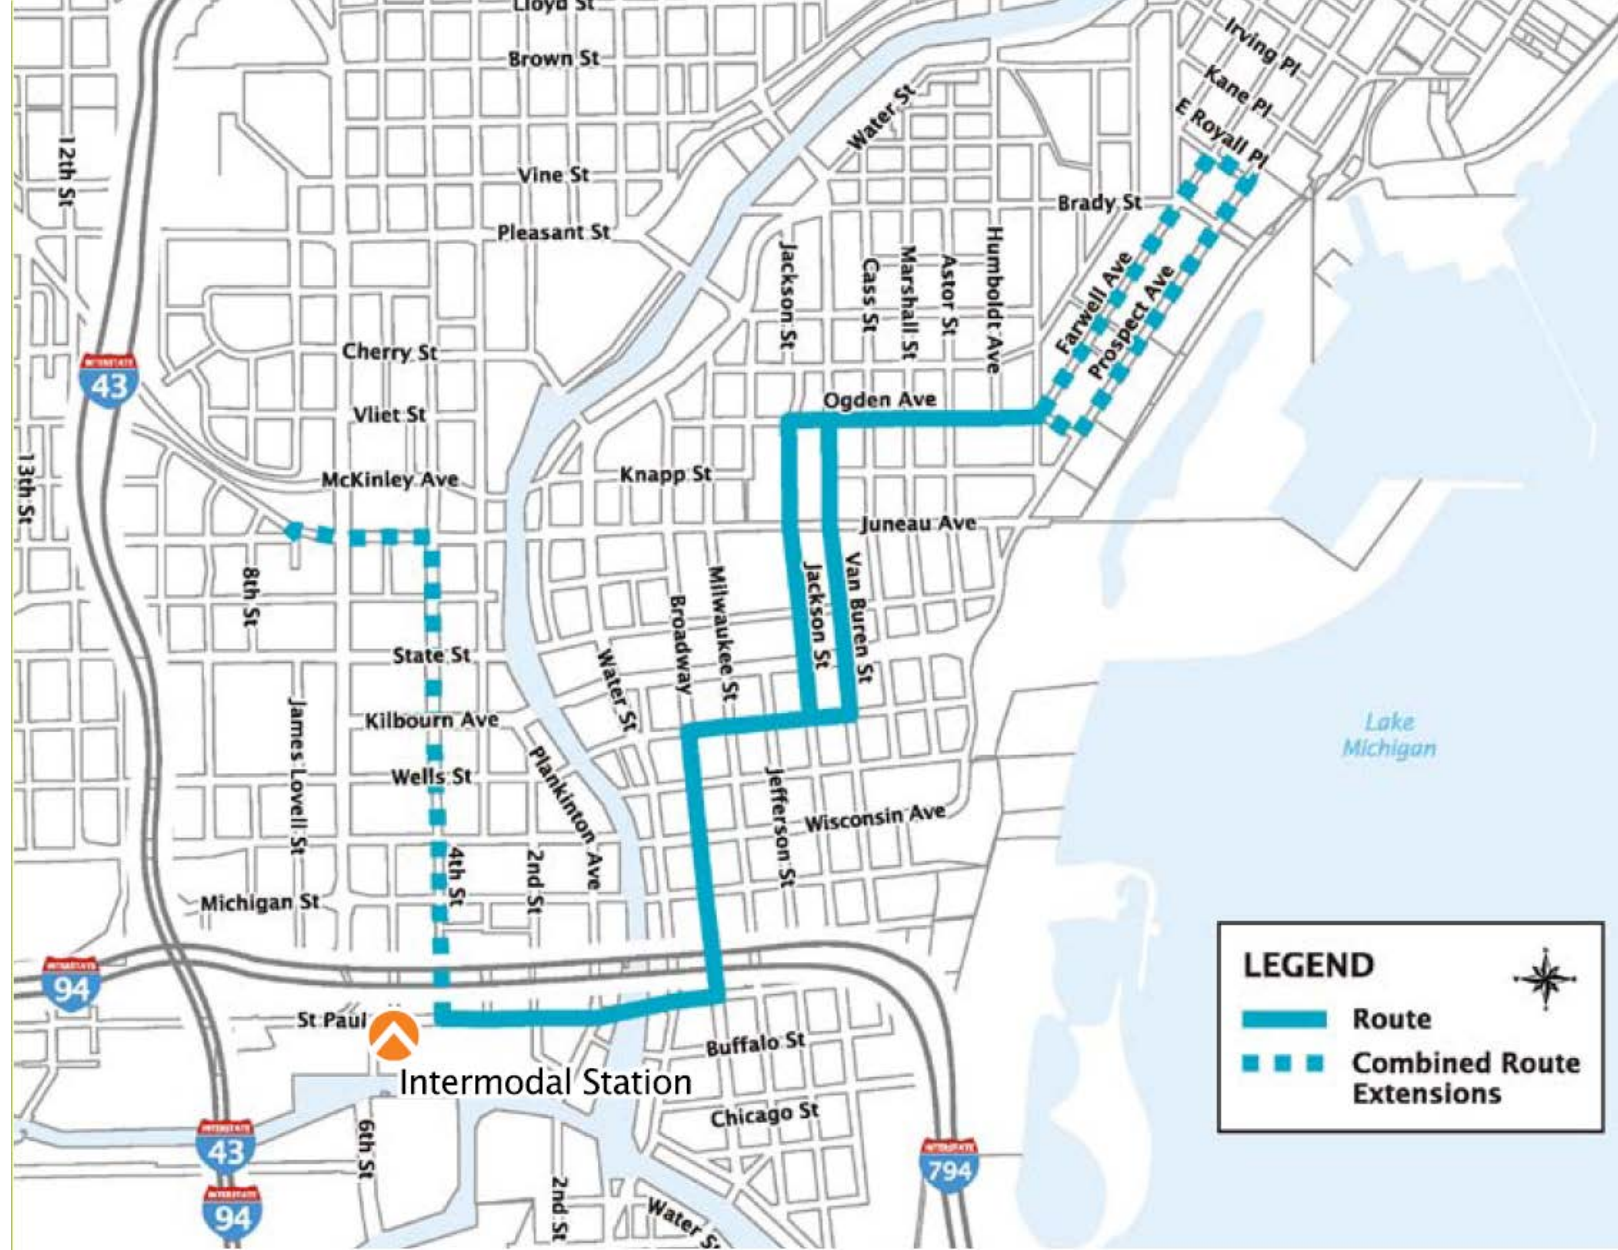 Lloyd St
Brown St
Irving Pl
Kane Pl
E Royall Pl
Water St
12th St
Vine St
Brady St
Pleasant St
Jackson St
Cass St
Marshall St
Astor St
Humboldt Ave
Farwell Ave
Prospect Ave
Cherry St
INTERSTATE
43
Ogden Ave
Vliet St
13th St
McKinley Ave
Knapp St
Juneau Ave
8th St
Broadway
Milwaukee St
Jackson St
Van Buren St
State St
Water St
James Lovell St
Kilbourn Ave
Lake
Michigan
Wells St
Plankinton Ave
Jefferson St
Wisconsin Ave
4th St
2nd St
Michigan St
INTERSTATE
94
St Paul
Buffalo St
Intermodal Station
Chicago St
6th St
INTERSTATE
43
INTERSTATE
794
INTERSTATE
94
2nd St
Water St
LEGEND
Route
Combined Route
Extensions